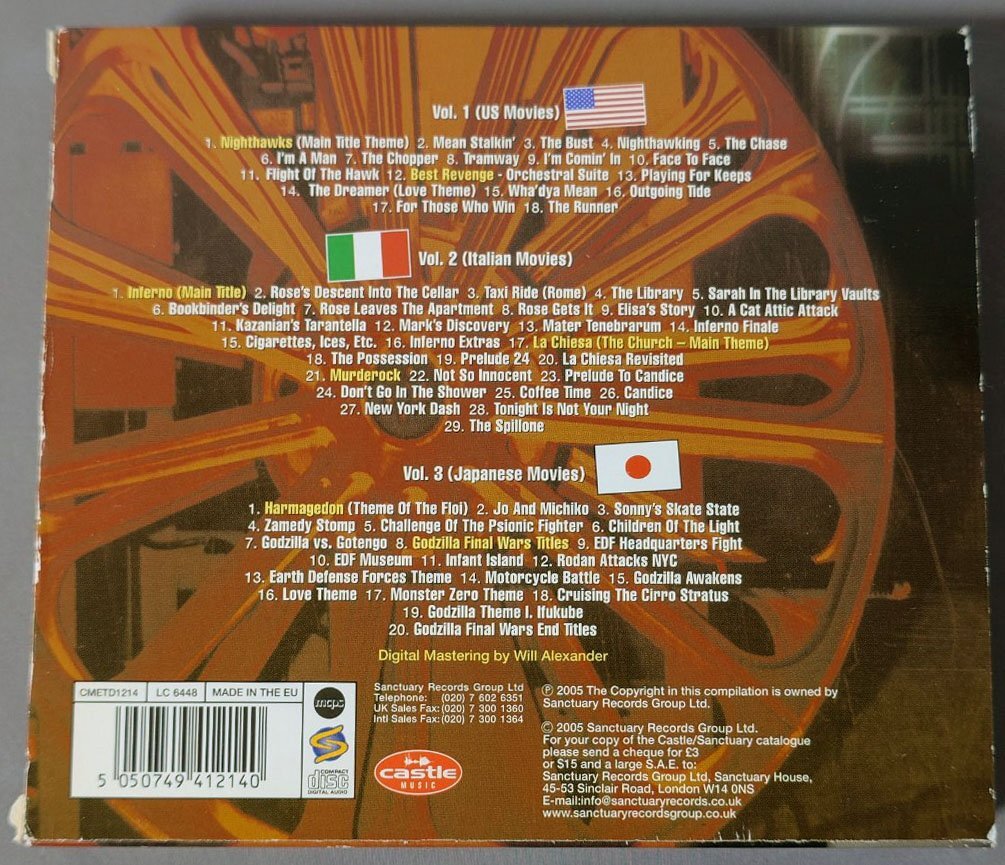 Vol. 1 (US Movies)
1. Nighthawks (Main Title Theme) 2. Mean Stalkin' 3. The Bust 4. Nighthawking 5. The Chase
6. I'm A Man 7. The Chopper 8. Tramway 9. I'm Comin' In 10. Face To Face
11. Flight Of The Hawk 12. Best Revenge - Orchestral Suite 13. Playing For Keeps
14. The Dreamer (Love Theme) 15. Wha'dya Mean 16. Outgoing Tide
17. For Those Who Win 18. The Runner
Vol. 2 (Italian Movies)
1. Inferno (Main Title) 2. Rose's Descent Into The Cellar 3. Taxi Ride (Rome) 4. The Library 5. Sarah In The Library Vaults
6. Bookbinder's Delight 7. Rose Leaves The Apartment 8. Rose Gets It 9. Elisa's Story 10. A Cat Attic Attack
11. Kazanian's Tarantella 12. Mark's Discovery 13. Mater Tenebrarum 14. Inferno Finale
15. Cigarettes, Ices, Etc. 16. Inferno Extras 17. La Chiesa (The Church – Main Theme)
18. The Possession 19. Prelude 24 20. La Chiesa Revisited
21. Murderock 22. Not So Innocent 23. Prelude To Candice
24. Don't Go In The Shower 25. Coffee Time 26. Candice
27. New York Dash 28. Tonight Is Not Your Night
29. The Spillone
Vol. 3 (Japanese Movies)
1. Harmagedon (Theme Of The Floi) 2. Jo And Michiko 3. Sonny's Skate State
4. Zamedy Stomp 5. Challenge Of The Psionic Fighter 6. Children Of The Light
7. Godzilla vs. Gotengo 8. Godzilla Final Wars Titles 9. EDF Headquarters Fight
10. EDF Museum 11. Infant Island 12. Rodan Attacks NYC
13. Earth Defense Forces Theme 14. Motorcycle Battle 15. Godzilla Awakens
16. Love Theme 17. Monster Zero Theme 18. Cruising The Cirro Stratus
19. Godzilla Theme I. Ifukube
20. Godzilla Final Wars End Titles
Digital Mastering by Will Alexander
CMETD1214 LC 6448 MADE IN THE EU
mcps
5 050749 412140
COMPACT
disc
DIGITAL AUDIO
Sanctuary Records Group Ltd
Telephone: (020) 7 602 6351
UK Sales Fax: (020) 7 300 1360
Intl Sales Fax: (020) 7 300 1364
castle
MUSIC
℗ 2005 The Copyright in this compilation is owned by
Sanctuary Records Group Ltd.
© 2005 Sanctuary Records Group Ltd.
For your copy of the Castle/Sanctuary catalogue
please send a cheque for £3
or $15 and a large S.A.E. to:
Sanctuary Records Group Ltd, Sanctuary House,
45-53 Sinclair Road, London W14 0NS
E-mail:info@sanctuaryrecords.co.uk
www.sanctuaryrecordsgroup.co.uk